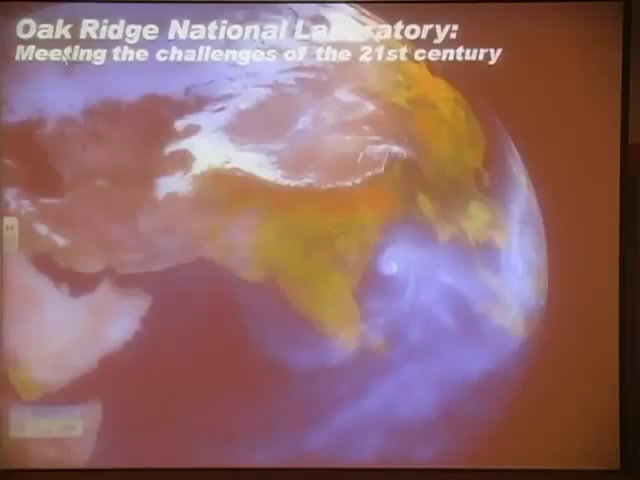 Oak Ridge National Laboratory:
Meeting the challenges of the 21st century